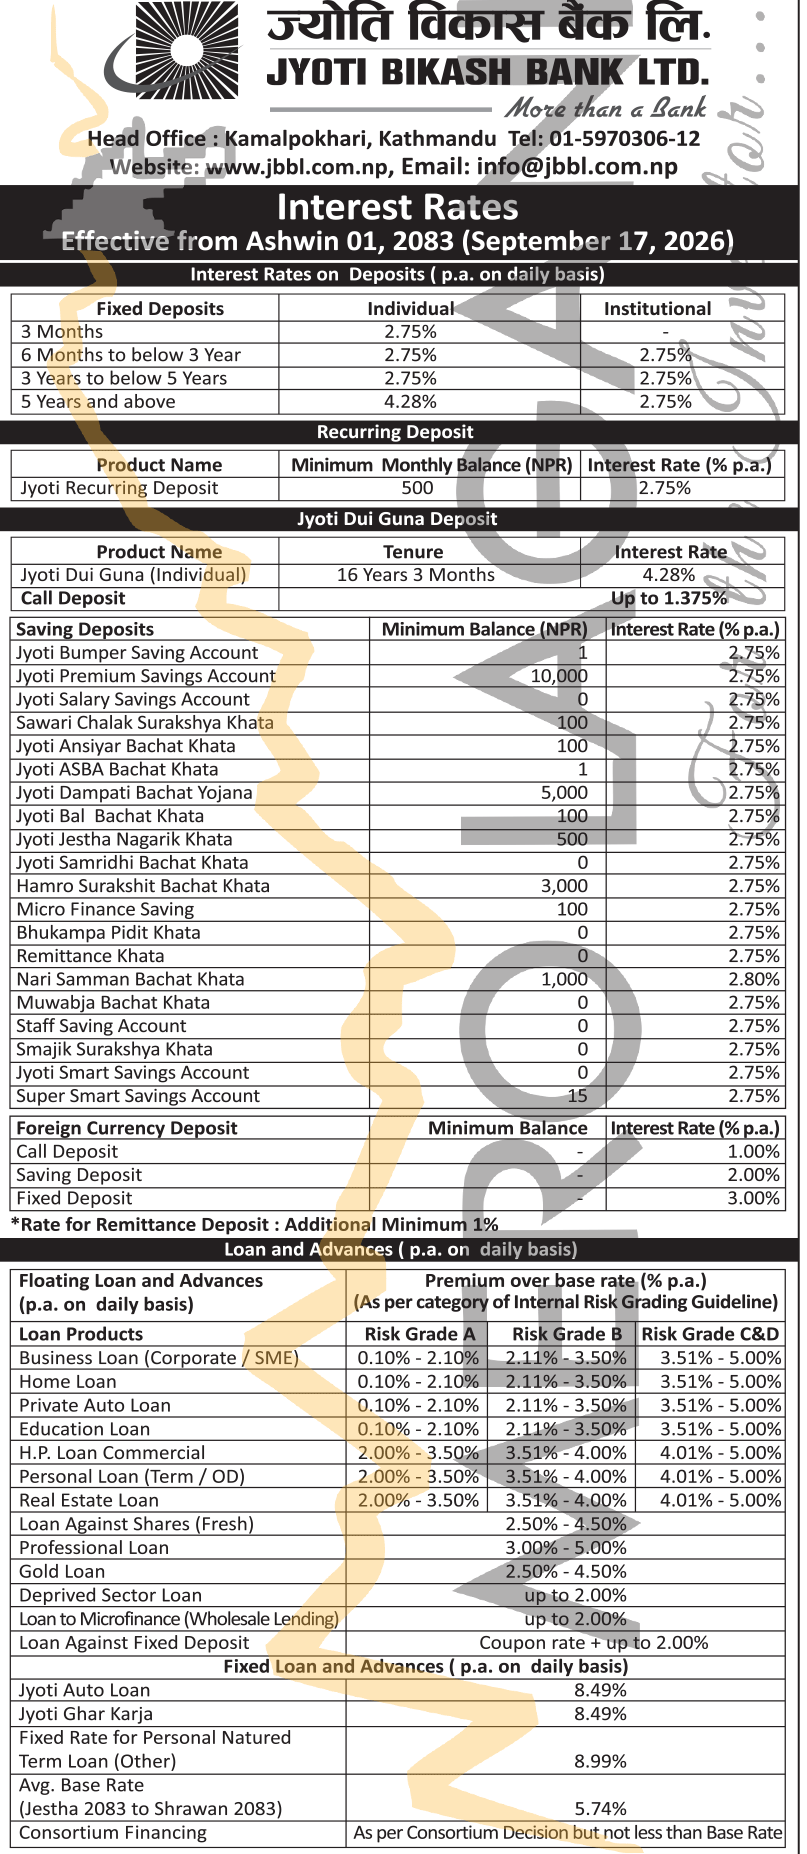 ज्योति विकास बैंक लि.
JYOTI BIKASH BANK LTD.
More than a Bank
Head Office : Kamalpokhari, Kathmandu Tel: 01-5970306-12
Website: www.jbbl.com.np, Email: info@jbbl.com.np
Interest Rates
Effective from Ashwin 01, 2083 (September 17, 2026)
Interest Rates on Deposits ( p.a. on daily basis)
Fixed Deposits Individual Institutional
3 Months 2.75% -
6 Months to below 3 Year 2.75% 2.75%
3 Years to below 5 Years 2.75% 2.75%
5 Years and above 4.28% 2.75%
Recurring Deposit
Product Name Minimum Monthly Balance (NPR) Interest Rate (% p.a.)
Jyoti Recurring Deposit 500 2.75%
Jyoti Dui Guna Deposit
Product Name Tenure Interest Rate
Jyoti Dui Guna (Individual) 16 Years 3 Months 4.28%
Call Deposit Up to 1.375%
Saving Deposits Minimum Balance (NPR) Interest Rate (% p.a.)
Jyoti Bumper Saving Account 1 2.75%
Jyoti Premium Savings Account 10,000 2.75%
Jyoti Salary Savings Account 0 2.75%
Sawari Chalak Surakshya Khata 100 2.75%
Jyoti Ansiyar Bachat Khata 100 2.75%
Jyoti ASBA Bachat Khata 1 2.75%
Jyoti Dampati Bachat Yojana 5,000 2.75%
Jyoti Bal Bachat Khata 100 2.75%
Jyoti Jestha Nagarik Khata 500 2.75%
Jyoti Samridhi Bachat Khata 0 2.75%
Hamro Surakshit Bachat Khata 3,000 2.75%
Micro Finance Saving 100 2.75%
Bhukampa Pidit Khata 0 2.75%
Remittance Khata 0 2.75%
Nari Samman Bachat Khata 1,000 2.80%
Muwabja Bachat Khata 0 2.75%
Staff Saving Account 0 2.75%
Smajik Surakshya Khata 0 2.75%
Jyoti Smart Savings Account 0 2.75%
Super Smart Savings Account 15 2.75%
Foreign Currency Deposit Minimum Balance Interest Rate (% p.a.)
Call Deposit - 1.00%
Saving Deposit - 2.00%
Fixed Deposit - 3.00%
*Rate for Remittance Deposit : Additional Minimum 1%
Loan and Advances ( p.a. on daily basis)
Floating Loan and Advances Premium over base rate (% p.a.)
(p.a. on daily basis) (As per category of Internal Risk Grading Guideline)
Loan Products Risk Grade A Risk Grade B Risk Grade C&D
Business Loan (Corporate / SME) 0.10% - 2.10% 2.11% - 3.50% 3.51% - 5.00%
Home Loan 0.10% - 2.10% 2.11% - 3.50% 3.51% - 5.00%
Private Auto Loan 0.10% - 2.10% 2.11% - 3.50% 3.51% - 5.00%
Education Loan 0.10% - 2.10% 2.11% - 3.50% 3.51% - 5.00%
H.P. Loan Commercial 2.00% - 3.50% 3.51% - 4.00% 4.01% - 5.00%
Personal Loan (Term / OD) 2.00% - 3.50% 3.51% - 4.00% 4.01% - 5.00%
Real Estate Loan 2.00% - 3.50% 3.51% - 4.00% 4.01% - 5.00%
Loan Against Shares (Fresh) 2.50% - 4.50%
Professional Loan 3.00% - 5.00%
Gold Loan 2.50% - 4.50%
Deprived Sector Loan up to 2.00%
Loan to Microfinance (Wholesale Lending) up to 2.00%
Loan Against Fixed Deposit Coupon rate + up to 2.00%
Fixed Loan and Advances ( p.a. on daily basis)
Jyoti Auto Loan 8.49%
Jyoti Ghar Karja 8.49%
Fixed Rate for Personal Natured
Term Loan (Other) 8.99%
Avg. Base Rate
(Jestha 2083 to Shrawan 2083) 5.74%
Consortium Financing As per Consortium Decision but not less than Base Rate
MERO LAGANI
For the Investor...